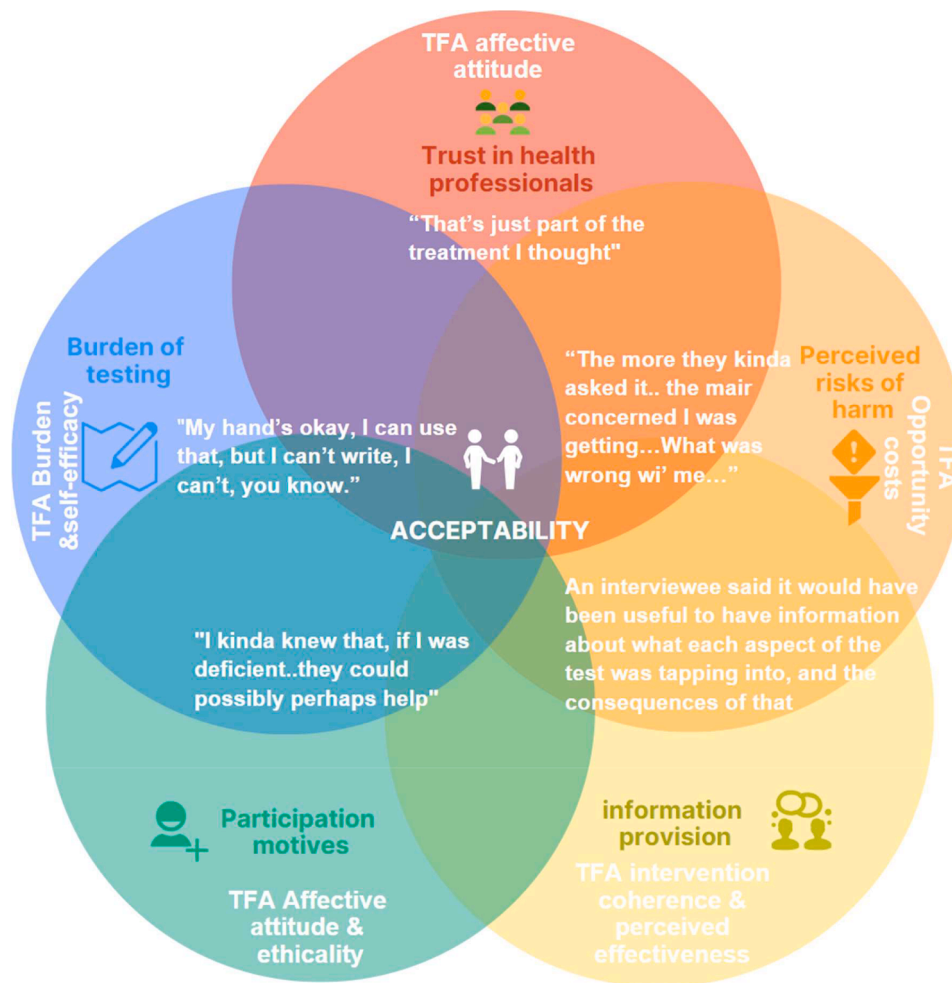 TFA affective
attitude
Trust in health
professionals
“That’s just part of the
treatment I thought"
Burden of
testing
TFA Burden
&self-efficacy
"My hand’s okay, I can use
that, but I can’t write, I
can’t, you know.”
“The more they kinda
asked it.. the mair
concerned I was
getting...What was
wrong wi’ me...”
Perceived
risks of
harm
TFA
Opportunity
costs
ACCEPTABILITY
"I kinda knew that, if I was
deficient..they could
possibly perhaps help"
An interviewee said it would have
been useful to have information
about what each aspect of the
test was tapping into, and the
consequences of that
Participation
motives
TFA Affective
attitude &
ethicality
information
provision
TFA intervention
coherence &
perceived
effectiveness